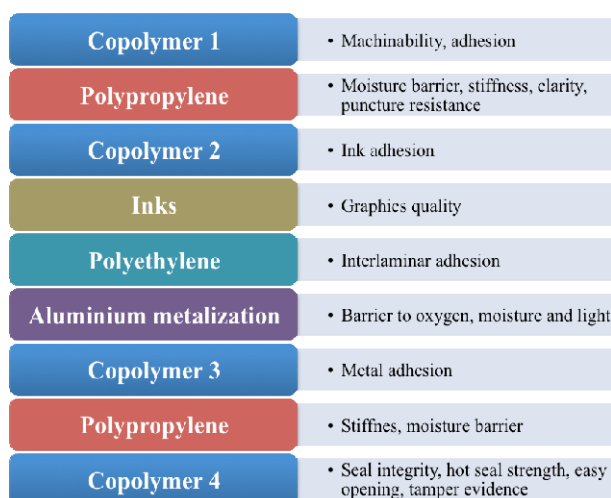 Copolymer 1
• Machinability, adhesion
Polypropylene
• Moisture barrier, stiffness, clarity,
puncture resistance
Copolymer 2
• Ink adhesion
Inks
• Graphics quality
Polyethylene
• Interlaminar adhesion
Aluminium metalization
• Barrier to oxygen, moisture and light
Copolymer 3
• Metal adhesion
Polypropylene
• Stiffnes, moisture barrier
Copolymer 4
• Seal integrity, hot seal strength, easy
opening, tamper evidence